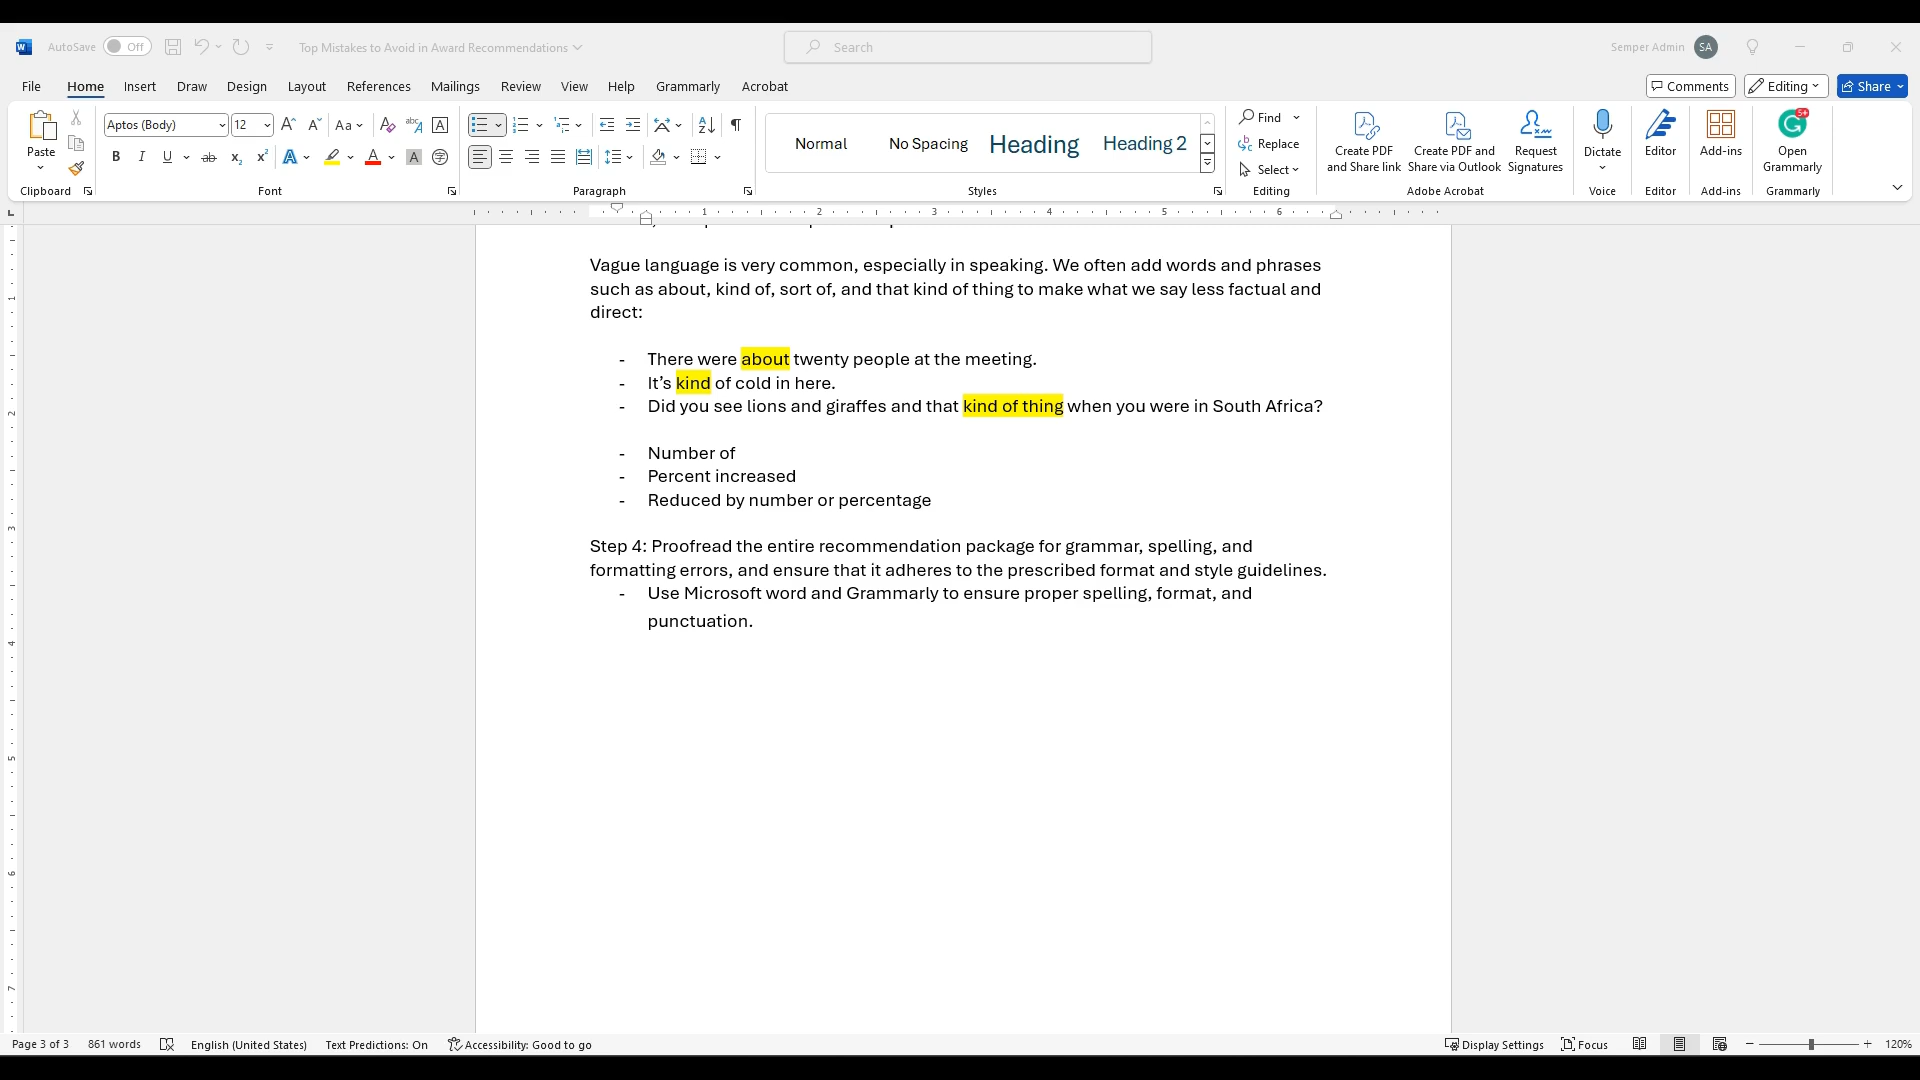 AutoSave Off Top Mistakes to Avoid in Award Recommendations Search Semper Admin SA
File Home Insert Draw Design Layout References Mailings Review View Help Grammarly Acrobat Comments Editing Share
Paste
Clipboard
Aptos (Body) 12
Font
Paragraph
Normal No Spacing Heading Heading 2
Styles
Find
Replace
Select
Editing
Create PDF and Share link
Create PDF and Share via Outlook
Request Signatures
Adobe Acrobat
Dictate
Voice
Editor
Editor
Add-ins
Add-ins
Open Grammarly
Grammarly
1 2 3 4 5 6
Vague language is very common, especially in speaking. We often add words and phrases
such as about, kind of, sort of, and that kind of thing to make what we say less factual and
direct:
- There were about twenty people at the meeting.
- It’s kind of cold in here.
- Did you see lions and giraffes and that kind of thing when you were in South Africa?
- Number of
- Percent increased
- Reduced by number or percentage
Step 4: Proofread the entire recommendation package for grammar, spelling, and
formatting errors, and ensure that it adheres to the prescribed format and style guidelines.
- Use Microsoft word and Grammarly to ensure proper spelling, format, and
punctuation.
Page 3 of 3 861 words English (United States) Text Predictions: On Accessibility: Good to go Display Settings Focus 120%